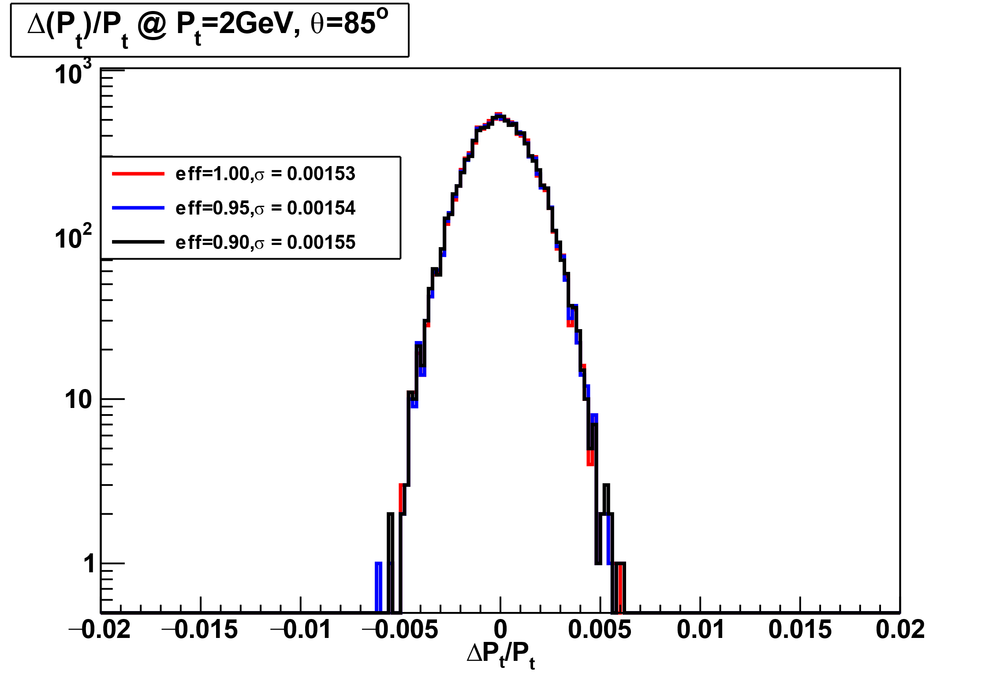 Δ(Pt)/Pt @ Pt=2GeV, θ=85°
10³
eff=1.00,σ = 0.00153
eff=0.95,σ = 0.00154
10²
eff=0.90,σ = 0.00155
10
1
−0.02 −0.015 −0.01 −0.005 0 0.005 0.01 0.015 0.02
ΔPt/Pt